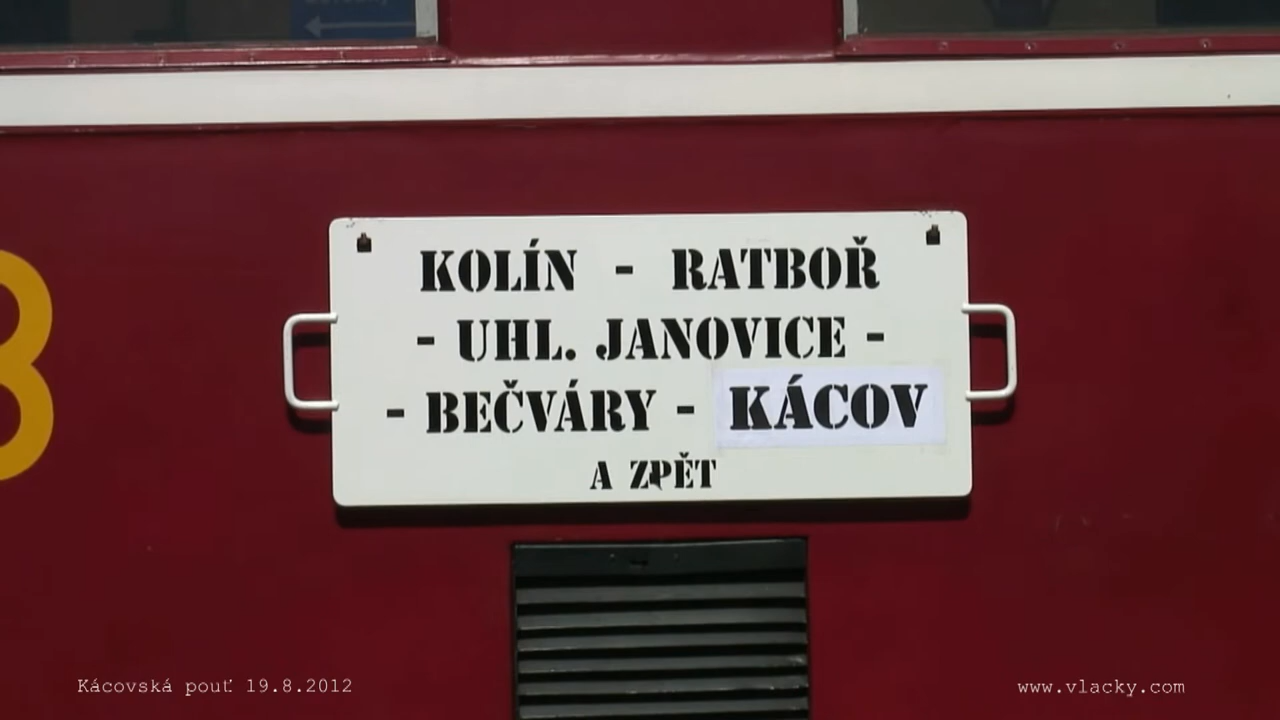 KOLÍN - RATBOŘ
- UHL. JANOVICE -
- BEČVÁRY - KÁCOV
A ZPĚT
Kácovská pouť 19.8.2012
www.vlacky.com